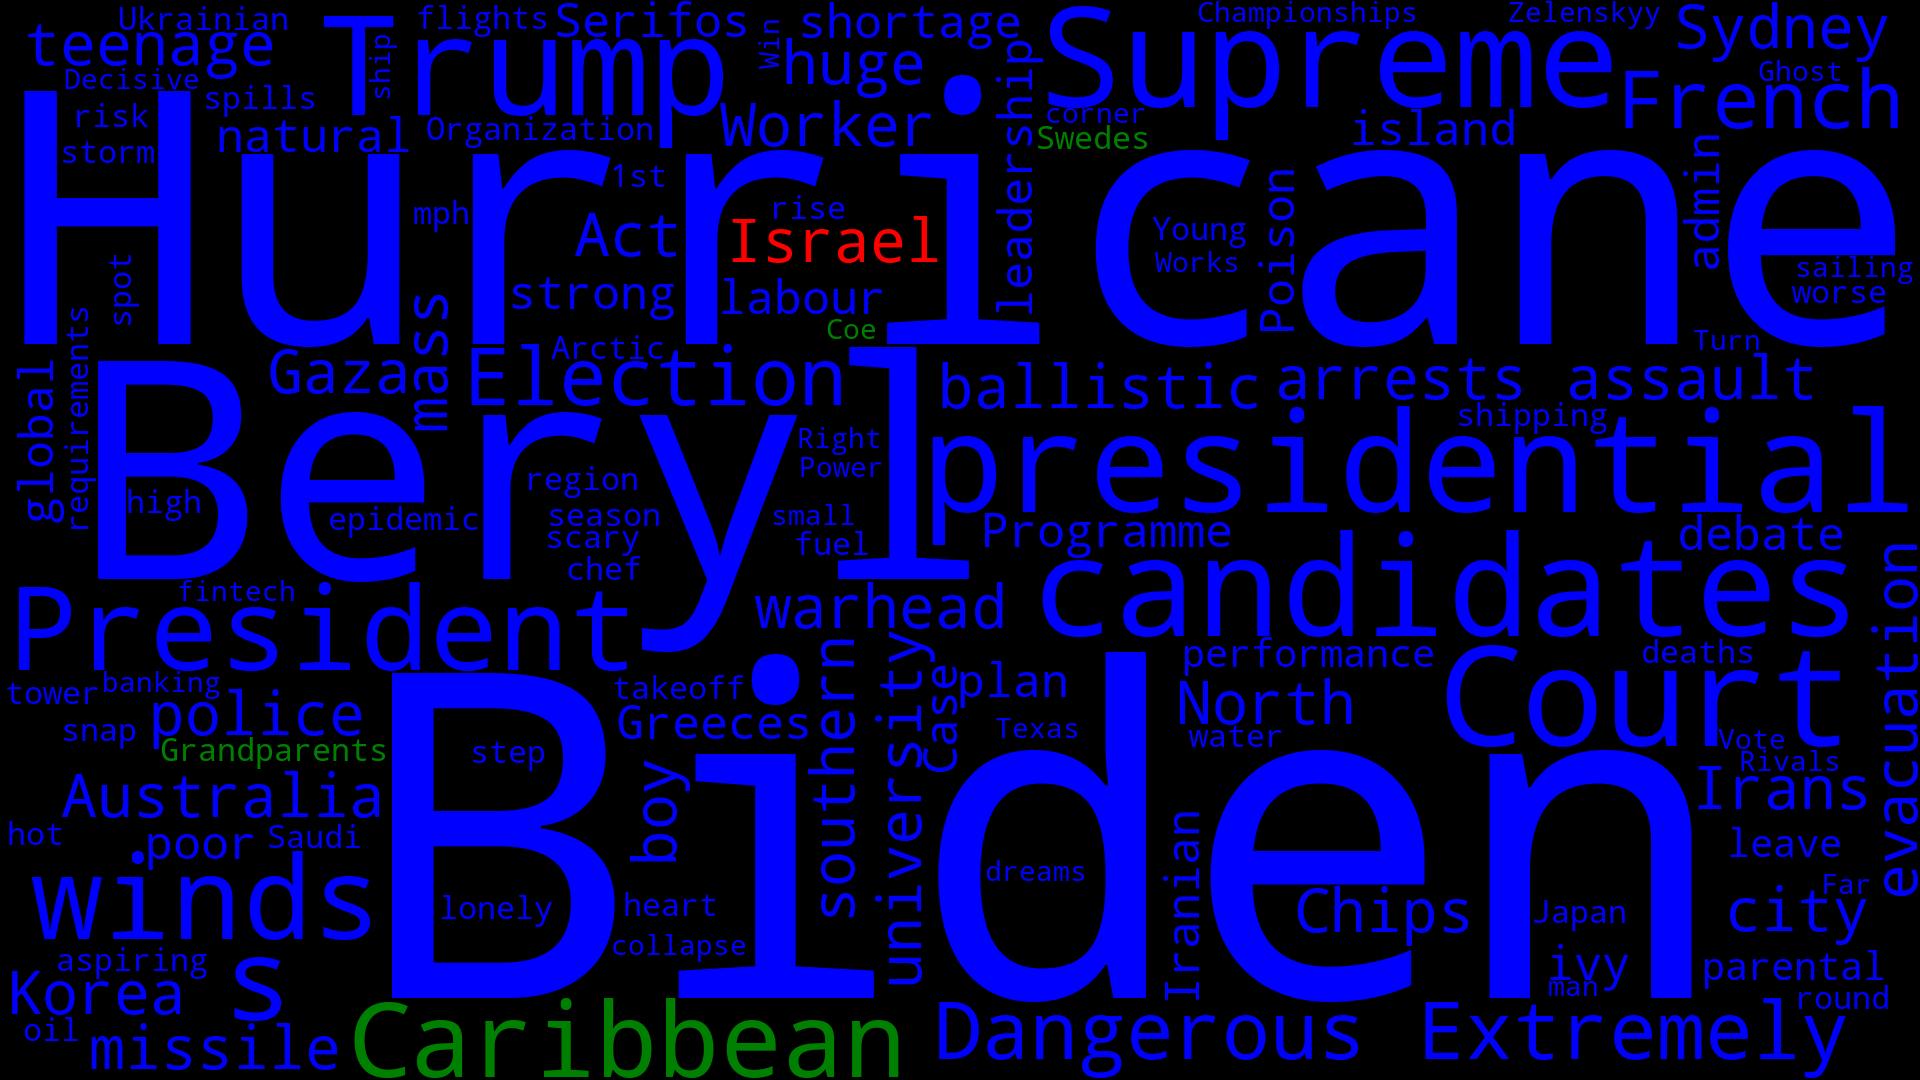 Ukrainian
teenage
Decisive
Trump
ship
flights
Serifos
Win
shortage
huge
Supreme
Championships
Zelenskyy
Sydney
Ghost
French
risk
storm
spills
natural
Organization
Worker
leadership
corner
Swedes
island
admin
Hurricane
1st
mph
Act
rise
Israel
strong
labour
Coe
Young
Works
Poison
sailing
worse
spot
requirements
global
mass
Gaza
Election
Arctic
Turn
ballistic
arrests
assault
shipping
Beryl
presidential
Right
Power
high
epidemic
region
season
scary
chef
small
fuel
Programme
candidates
debate
evacuation
fintech
President
warhead
southern
university
Case
plan
performance
deaths
Court
tower
banking
snap
police
Grandparents
takeoff
Greeces
Texas
North
water
Vote
Rivals
Irans
step
Biden
boy
Australia
hot
poor
Saudi
leave
winds
lonely
heart
collapse
dreams
Iranian
Chips
Japan
Far
city
aspiring
Korea
s
ivy
man
parental
round
oil
missile
Caribbean
Dangerous
Extremely